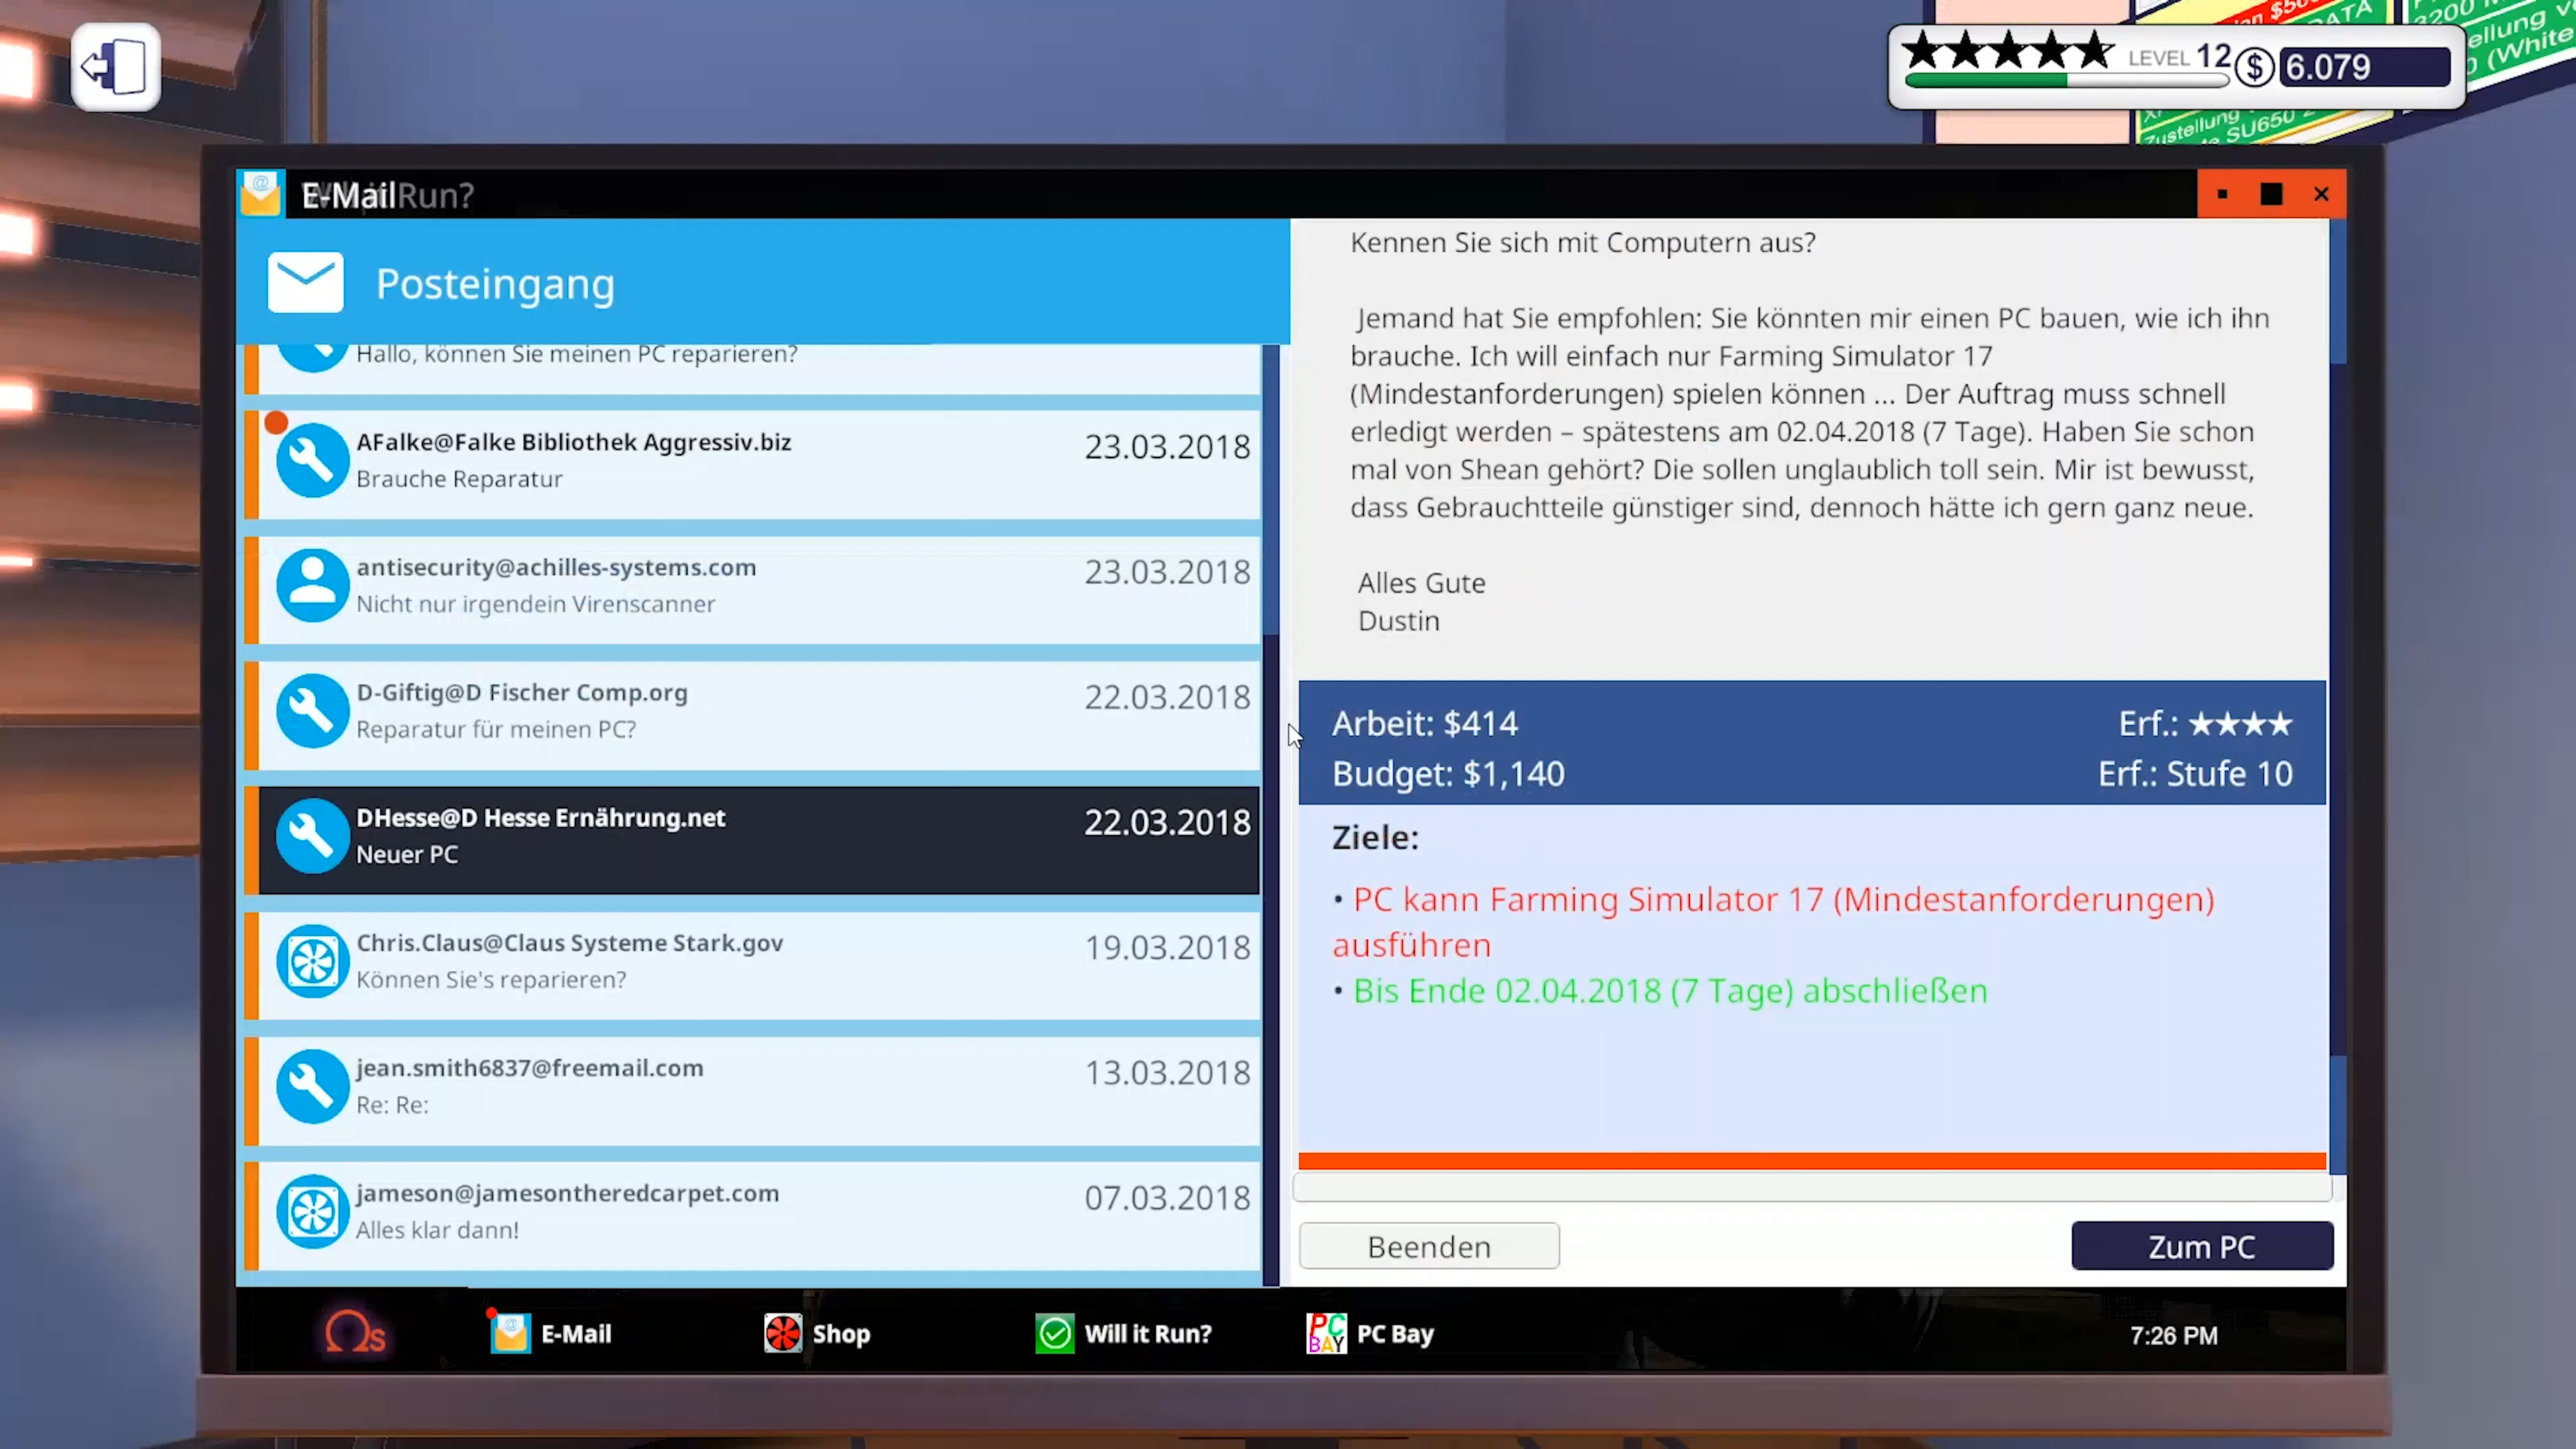 LEVEL 12
6.079
E-Mail
Run?
Posteingang
Hallo, können Sie meinen PC reparieren?
AFalke@Falke Bibliothek Aggressiv.biz
23.03.2018
Brauche Reparatur
antisecurity@achilles-systems.com
23.03.2018
Nicht nur irgendein Virenscanner
D-Giftig@D Fischer Comp.org
22.03.2018
Reparatur für meinen PC?
DHesse@D Hesse Ernährung.net
22.03.2018
Neuer PC
Chris.Claus@Claus Systeme Stark.gov
19.03.2018
Können Sie's reparieren?
jean.smith6837@freemail.com
13.03.2018
Re: Re:
jameson@jamesontheredcarpet.com
07.03.2018
Alles klar dann!
Kennen Sie sich mit Computern aus?
Jemand hat Sie empfohlen: Sie könnten mir einen PC bauen, wie ich ihn
brauche. Ich will einfach nur Farming Simulator 17
(Mindestanforderungen) spielen können ... Der Auftrag muss schnell
erledigt werden – spätestens am 02.04.2018 (7 Tage). Haben Sie schon
mal von Shean gehört? Die sollen unglaublich toll sein. Mir ist bewusst,
dass Gebrauchtteile günstiger sind, dennoch hätte ich gern ganz neue.
Alles Gute
Dustin
Arbeit: $414
Erf.: ★★★★
Budget: $1,140
Erf.: Stufe 10
Ziele:
• PC kann Farming Simulator 17 (Mindestanforderungen)
ausführen
• Bis Ende 02.04.2018 (7 Tage) abschließen
Beenden
Zum PC
Ωs
E-Mail
Shop
Will it Run?
PC BAY
PC Bay
7:26 PM
DATA
3200
(White
Zustellung
SU650